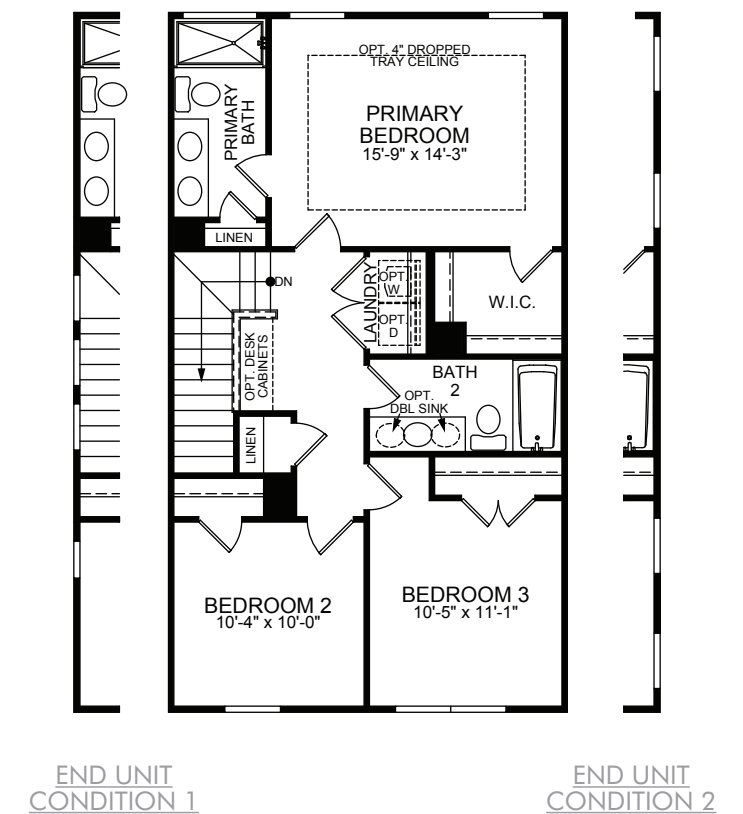 OPT. 4" DROPPED
TRAY CEILING
PRIMARY
BEDROOM
15'-9" x 14'-3"
PRIMARY
BATH
LINEN
DN
LAUNDRY
OPT.
W
OPT.
D
W.I.C.
OPT. DESK
CABINETS
BATH
2
OPT.
DBL SINK
LINEN
BEDROOM 2
10'-4" x 10'-0"
BEDROOM 3
10'-5" x 11'-1"
END UNIT
CONDITION 1
END UNIT
CONDITION 2